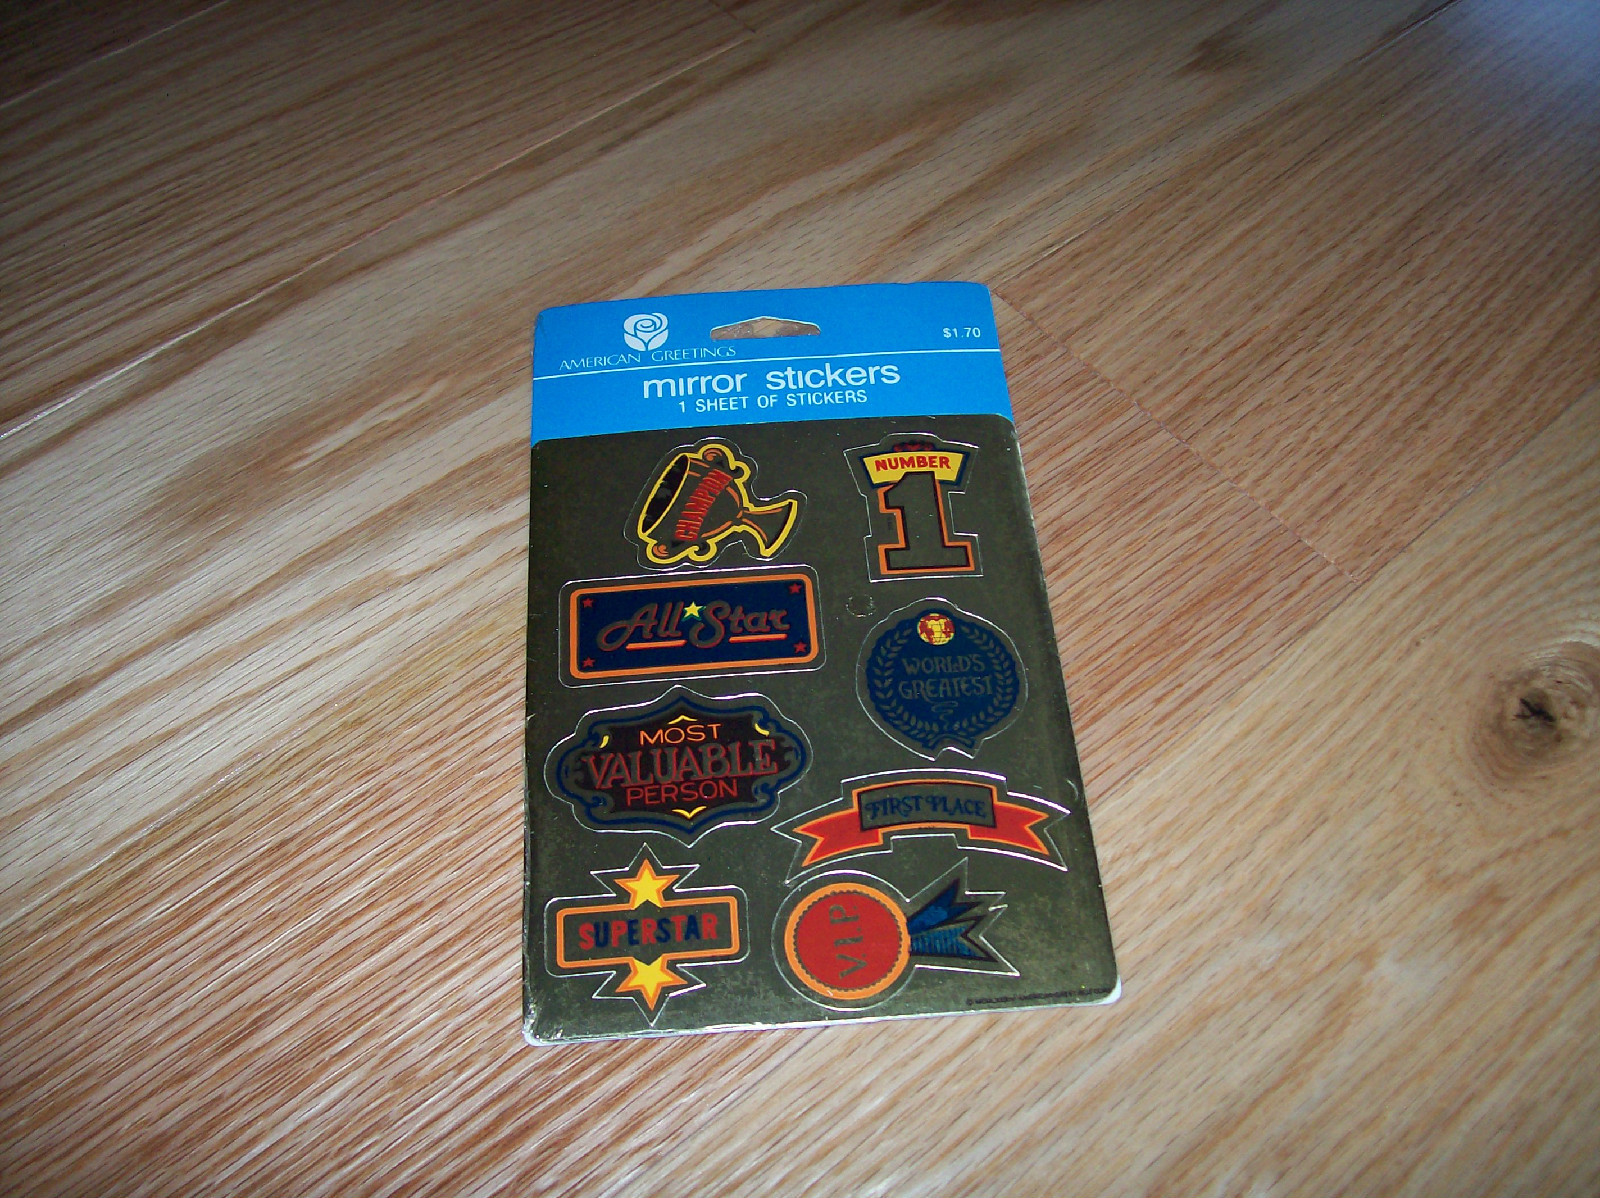 AMERICAN GREETINGS
$1.70
mirror stickers
1 SHEET OF STICKERS
CHAMPION
NUMBER
1
All Star
WORLD'S
GREATEST
MOST
VALUABLE
PERSON
FIRST PLACE
SUPERSTAR
V.I.P